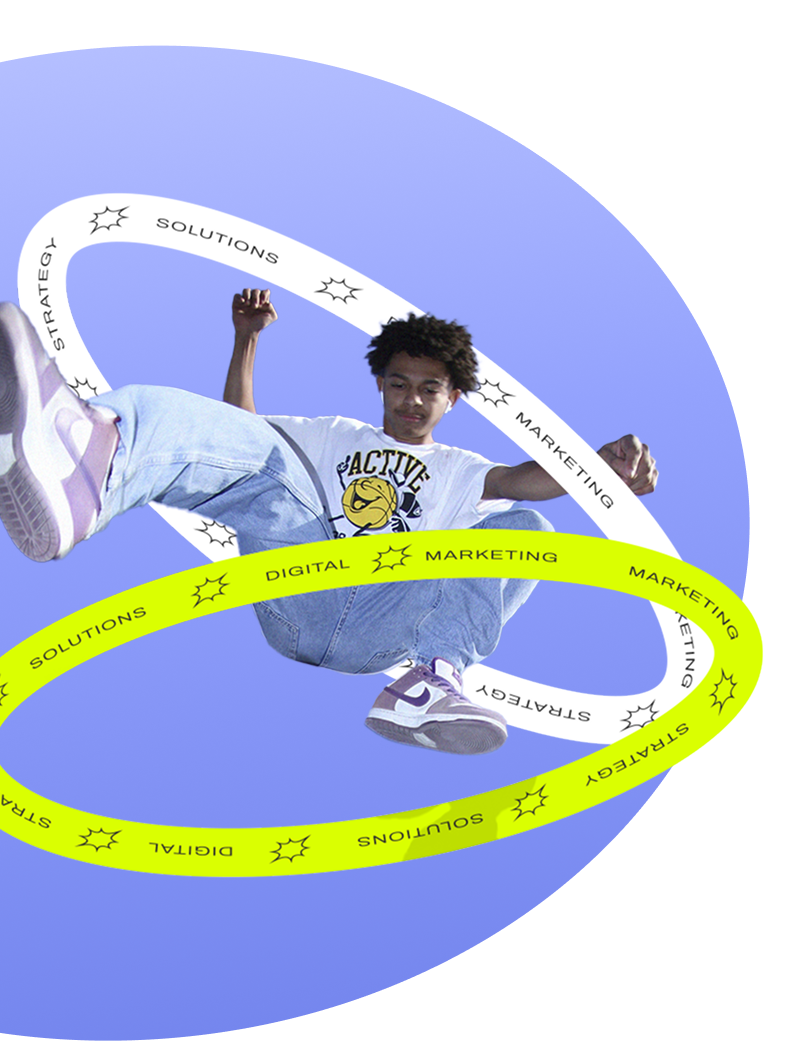 SOLUTIONS
STRATEGY
MARKETING
STRATEGY
ACTIVE
SOLUTIONS
DIGITAL
MARKETING
MARKETING
STRATEGY
SOLUTIONS
DIGITAL